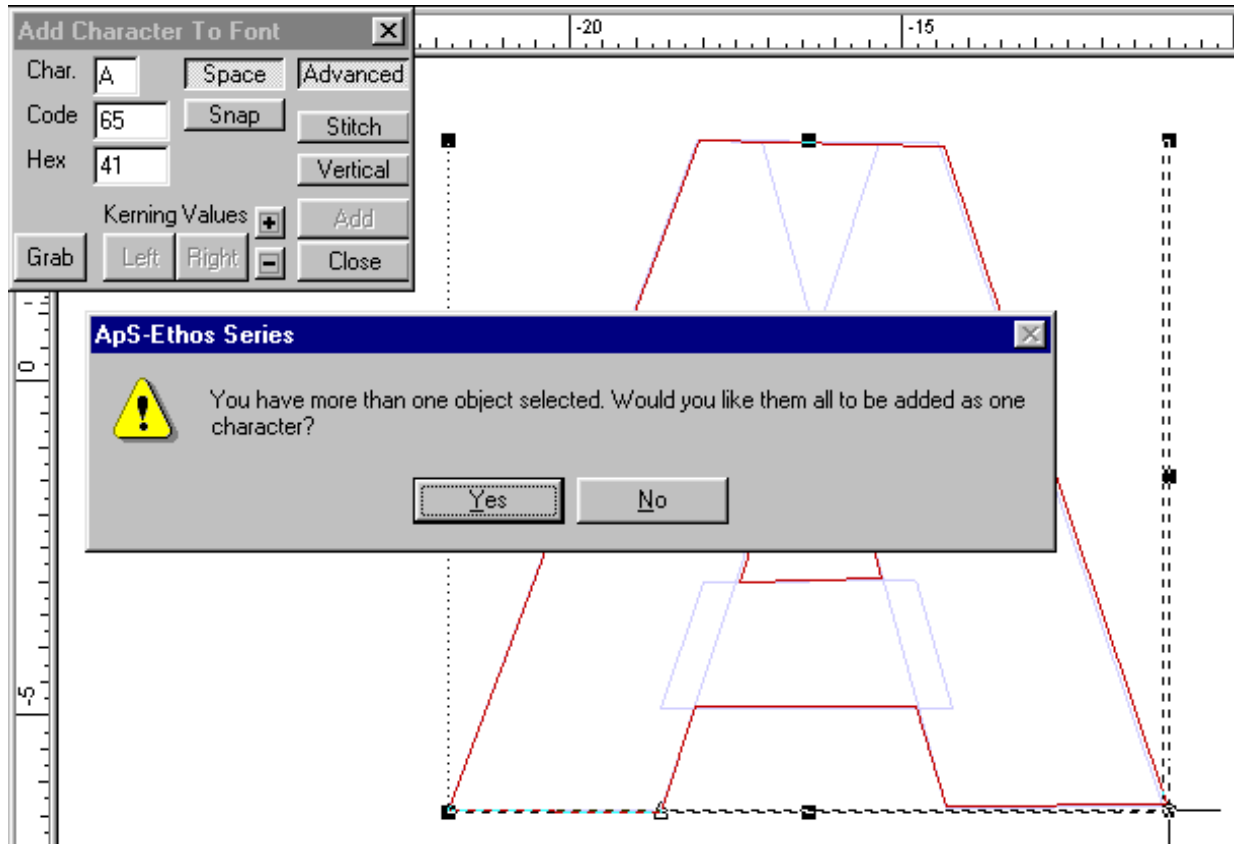 Add Character To Font
-20
-15
Char. A Space Advanced
Code 65 Snap Stitch
Hex 41 Vertical
Kerning Values + Add
Grab Left Right - Close
0
ApS-Ethos Series
You have more than one object selected. Would you like them all to be added as one
character?
Yes No
-5